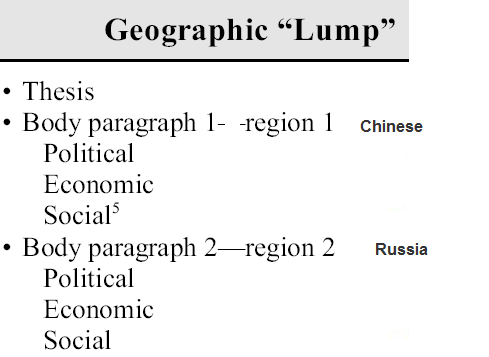 Geographic “Lump”
• Thesis
• Body paragraph 1- -region 1 Chinese
Political
Economic
Social⁵
• Body paragraph 2—region 2 Russia
Political
Economic
Social